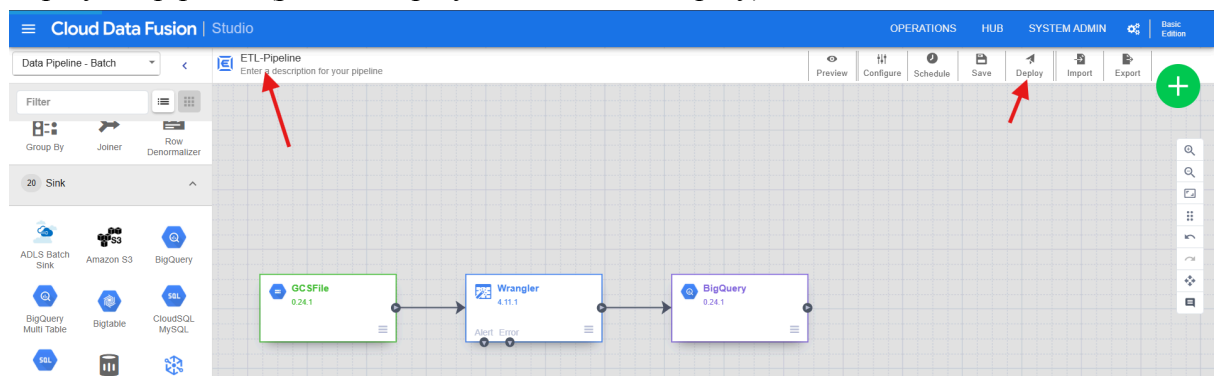 Cloud Data Fusion | Studio
OPERATIONS HUB SYSTEM ADMIN Basic Edition
Data Pipeline - Batch
ETL-Pipeline
Enter a description for your pipeline
Preview Configure Schedule Save Deploy Import Export
Filter
Group By Joiner Row Denormalizer
20 Sink
ADLS Batch Sink Amazon S3 BigQuery
S3
BigQuery Multi Table Bigtable CloudSQL MySQL
SQL
SQL
GCSFile
0.24.1
Wrangler
4.11.1
Alert Error
BigQuery
0.24.1